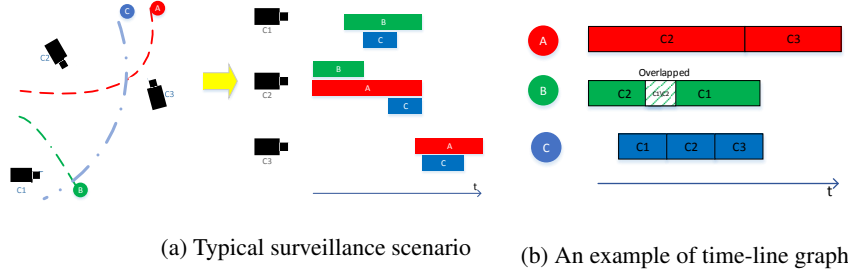 C A
C2
C3
C1
B
C1
B
C
C2
B
A
C
C3
A
C
t
(a) Typical surveillance scenario
A
C2 C3
Overlapped
B
C2 C1\C2 C1
C
C1 C2 C3
t
(b) An example of time-line graph